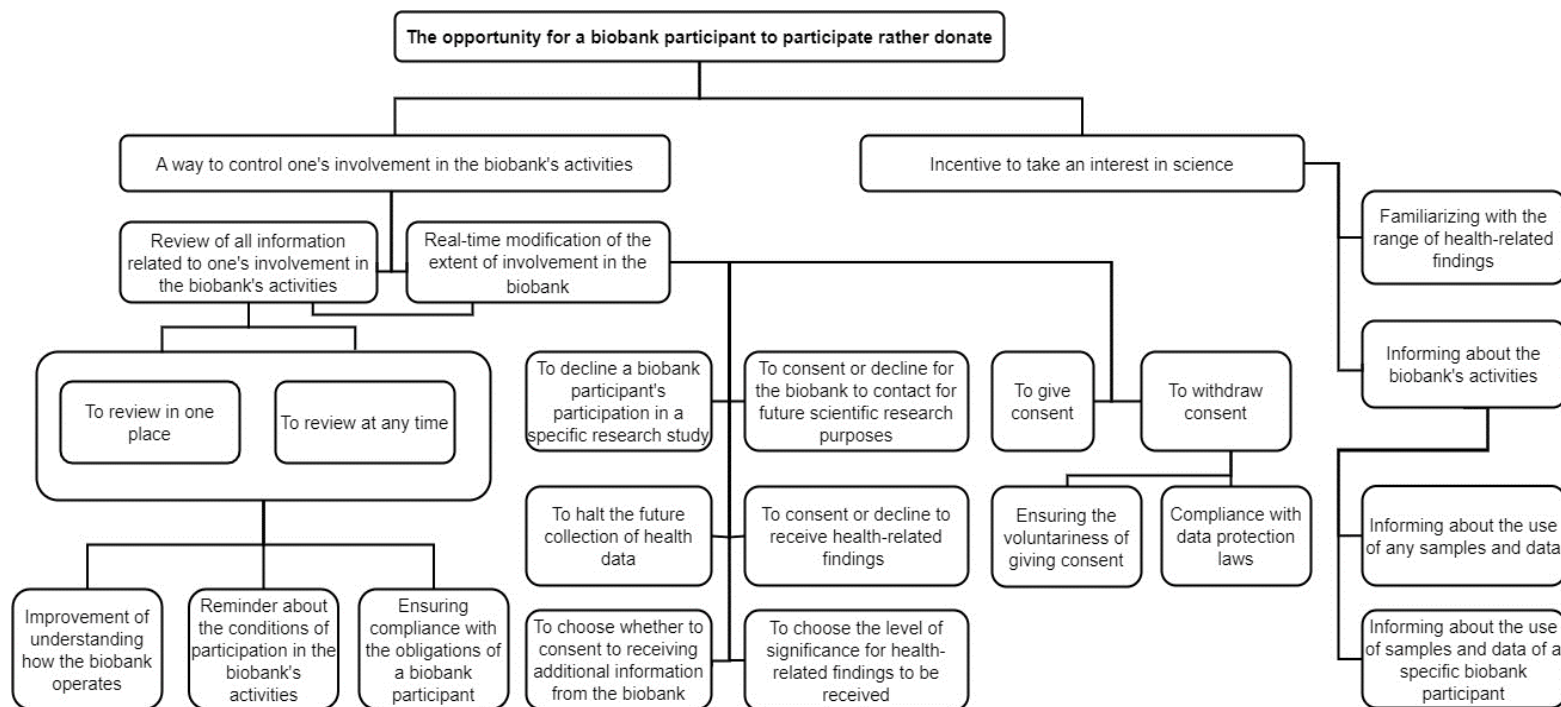 The opportunity for a biobank participant to participate rather donate
A way to control one's involvement in the biobank's activities
Incentive to take an interest in science
Review of all information
related to one's involvement in
the biobank's activities
Real-time modification of the
extent of involvement in the
biobank
Familiarizing with the
range of health-related
findings
Informing about the
biobank's activities
To review in one
place
To review at any time
To decline a biobank
participant's
participation in a
specific research study
To consent or decline for
the biobank to contact for
future scientific research
purposes
To give
consent
To withdraw
consent
To halt the future
collection of health
data
To consent or decline to
receive health-related
findings
Ensuring the
voluntariness of
giving consent
Compliance with
data protection
laws
Informing about the use
of any samples and data
Improvement of
understanding
how the biobank
operates
Reminder about
the conditions of
participation in the
biobank's
activities
Ensuring
compliance with
the obligations of
a biobank
participant
To choose whether to
consent to receiving
additional information
from the biobank
To choose the level of
significance for health-
related findings to be
received
Informing about the use
of samples and data of a
specific biobank
participant